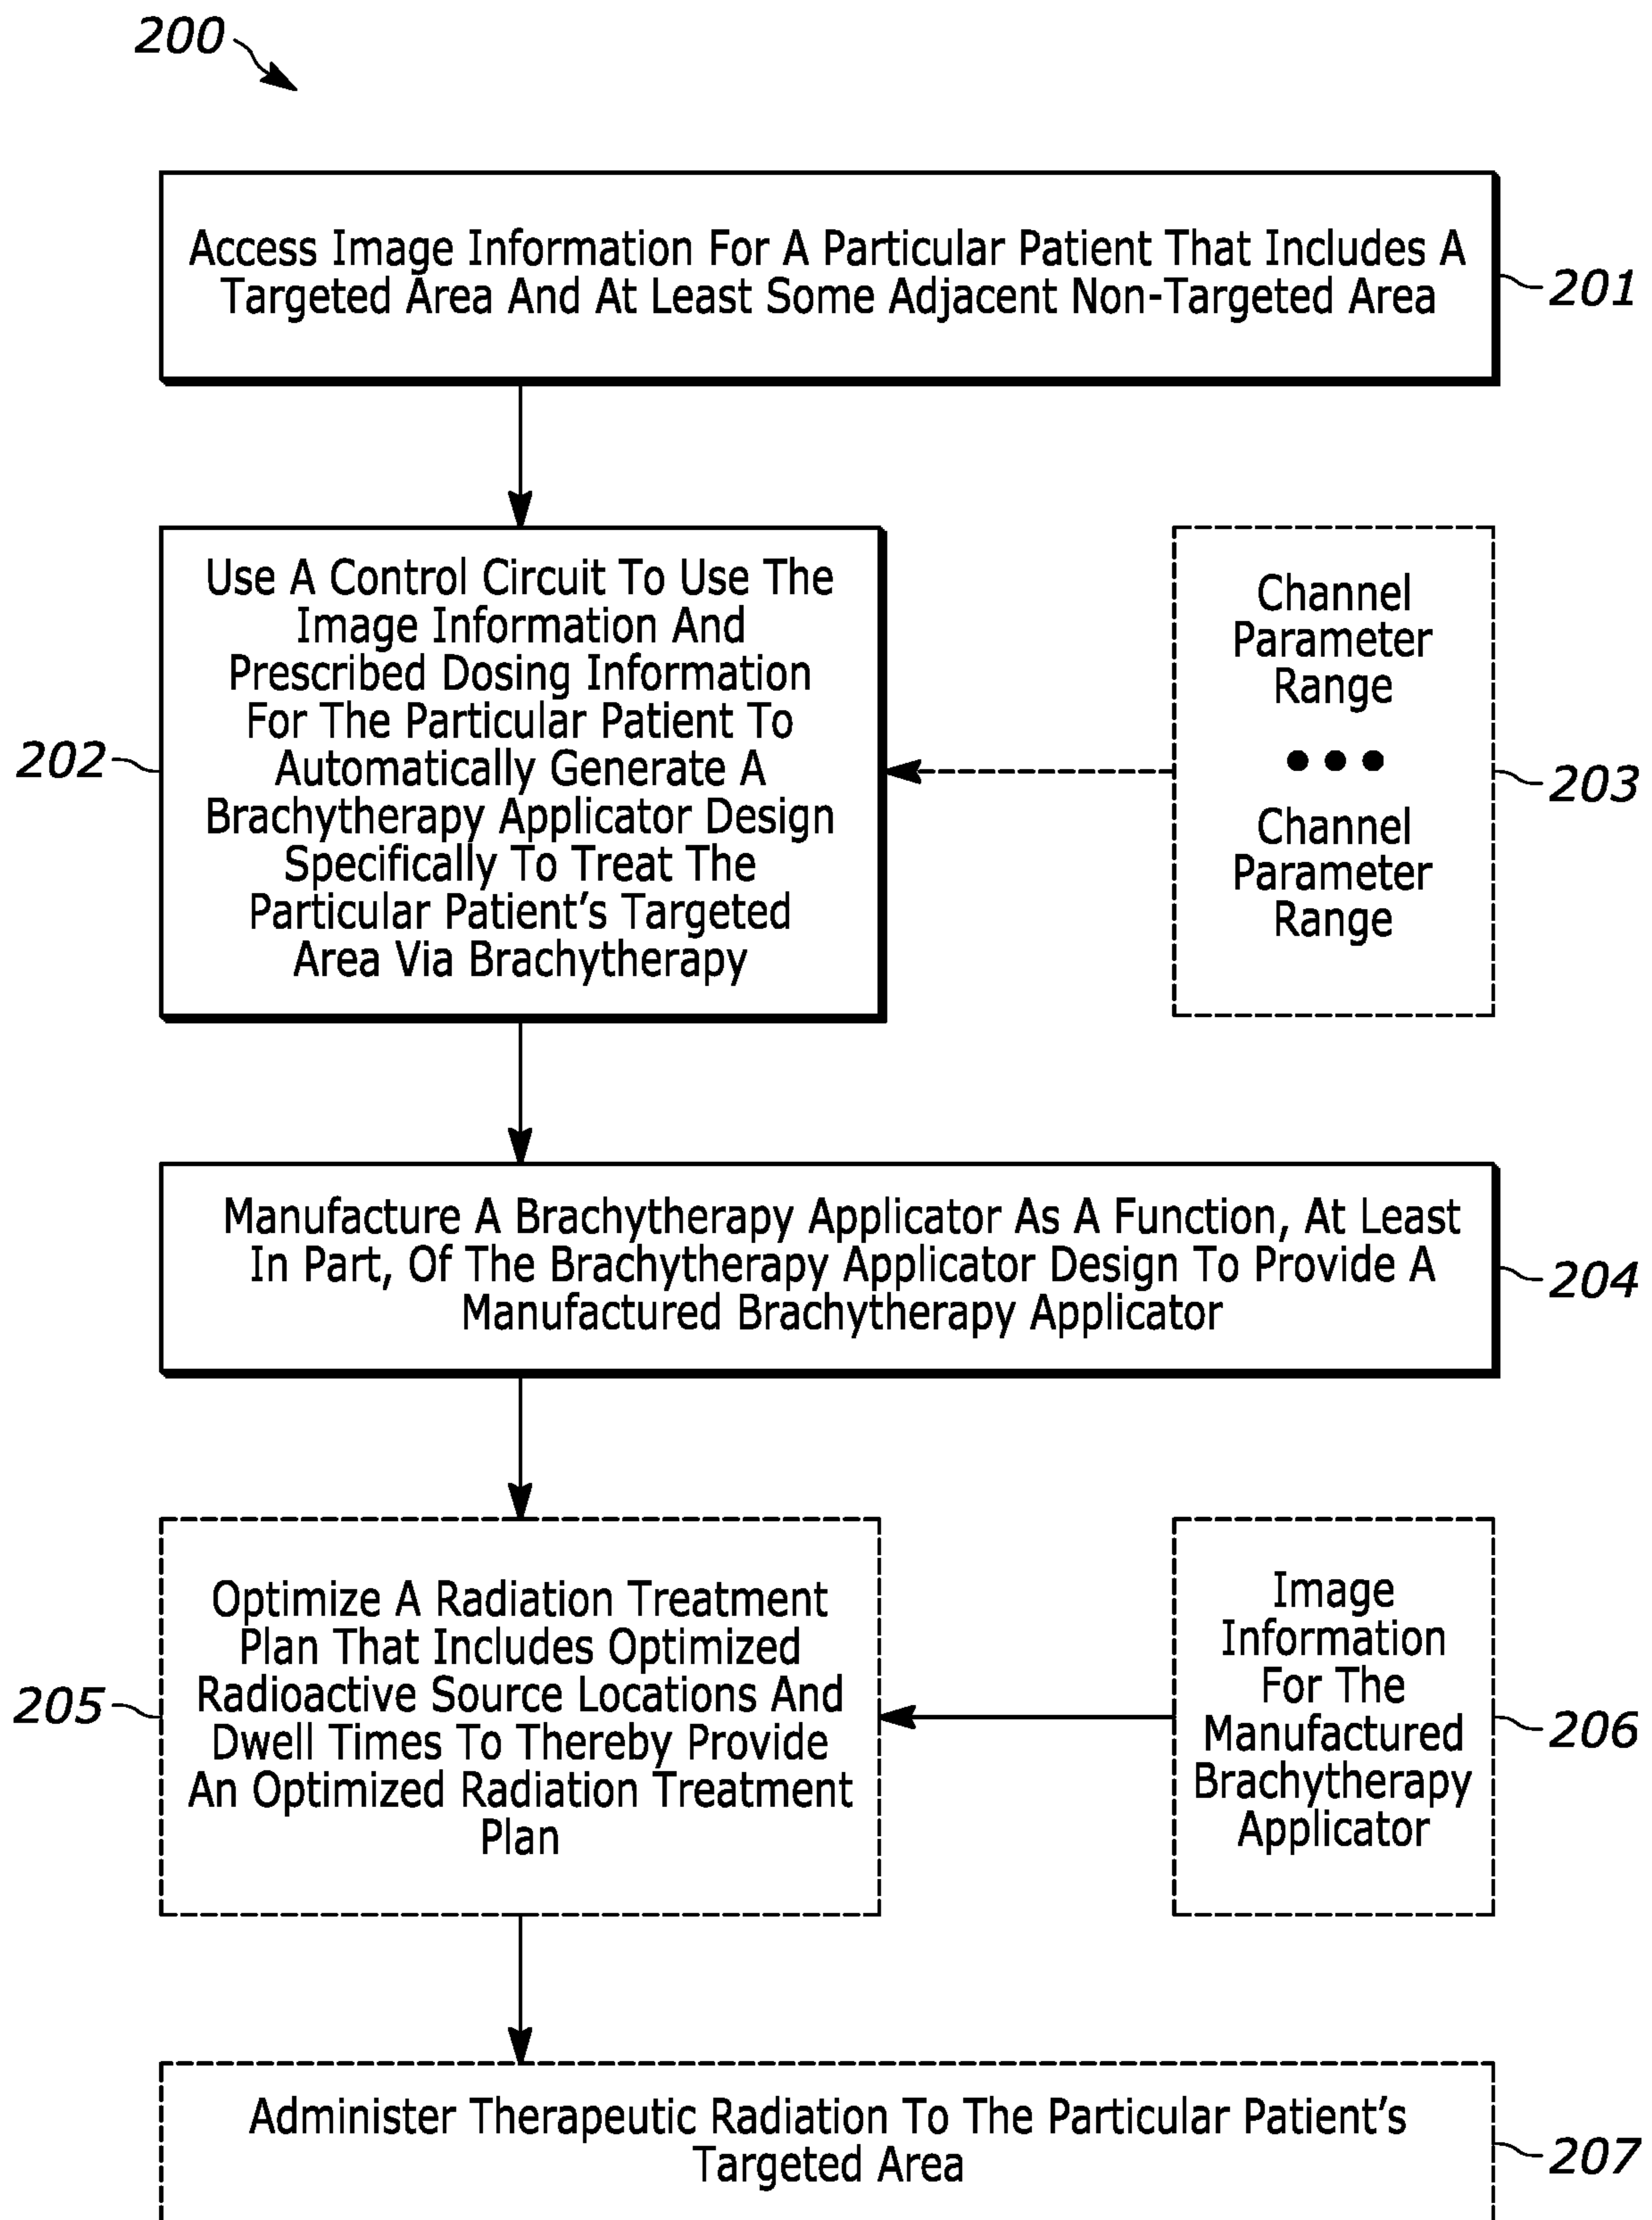 200
Access Image Information For A Particular Patient That Includes A
Targeted Area And At Least Some Adjacent Non-Targeted Area
201
Use A Control Circuit To Use The
Image Information And
Prescribed Dosing Information
For The Particular Patient To
Automatically Generate A
Brachytherapy Applicator Design
Specifically To Treat The
Particular Patient's Targeted
Area Via Brachytherapy
202
Channel
Parameter
Range
•••
Channel
Parameter
Range
203
Manufacture A Brachytherapy Applicator As A Function, At Least
In Part, Of The Brachytherapy Applicator Design To Provide A
Manufactured Brachytherapy Applicator
204
Optimize A Radiation Treatment
Plan That Includes Optimized
Radioactive Source Locations And
Dwell Times To Thereby Provide
An Optimized Radiation Treatment
Plan
205
Image
Information
For The
Manufactured
Brachytherapy
Applicator
206
Administer Therapeutic Radiation To The Particular Patient's
Targeted Area
207